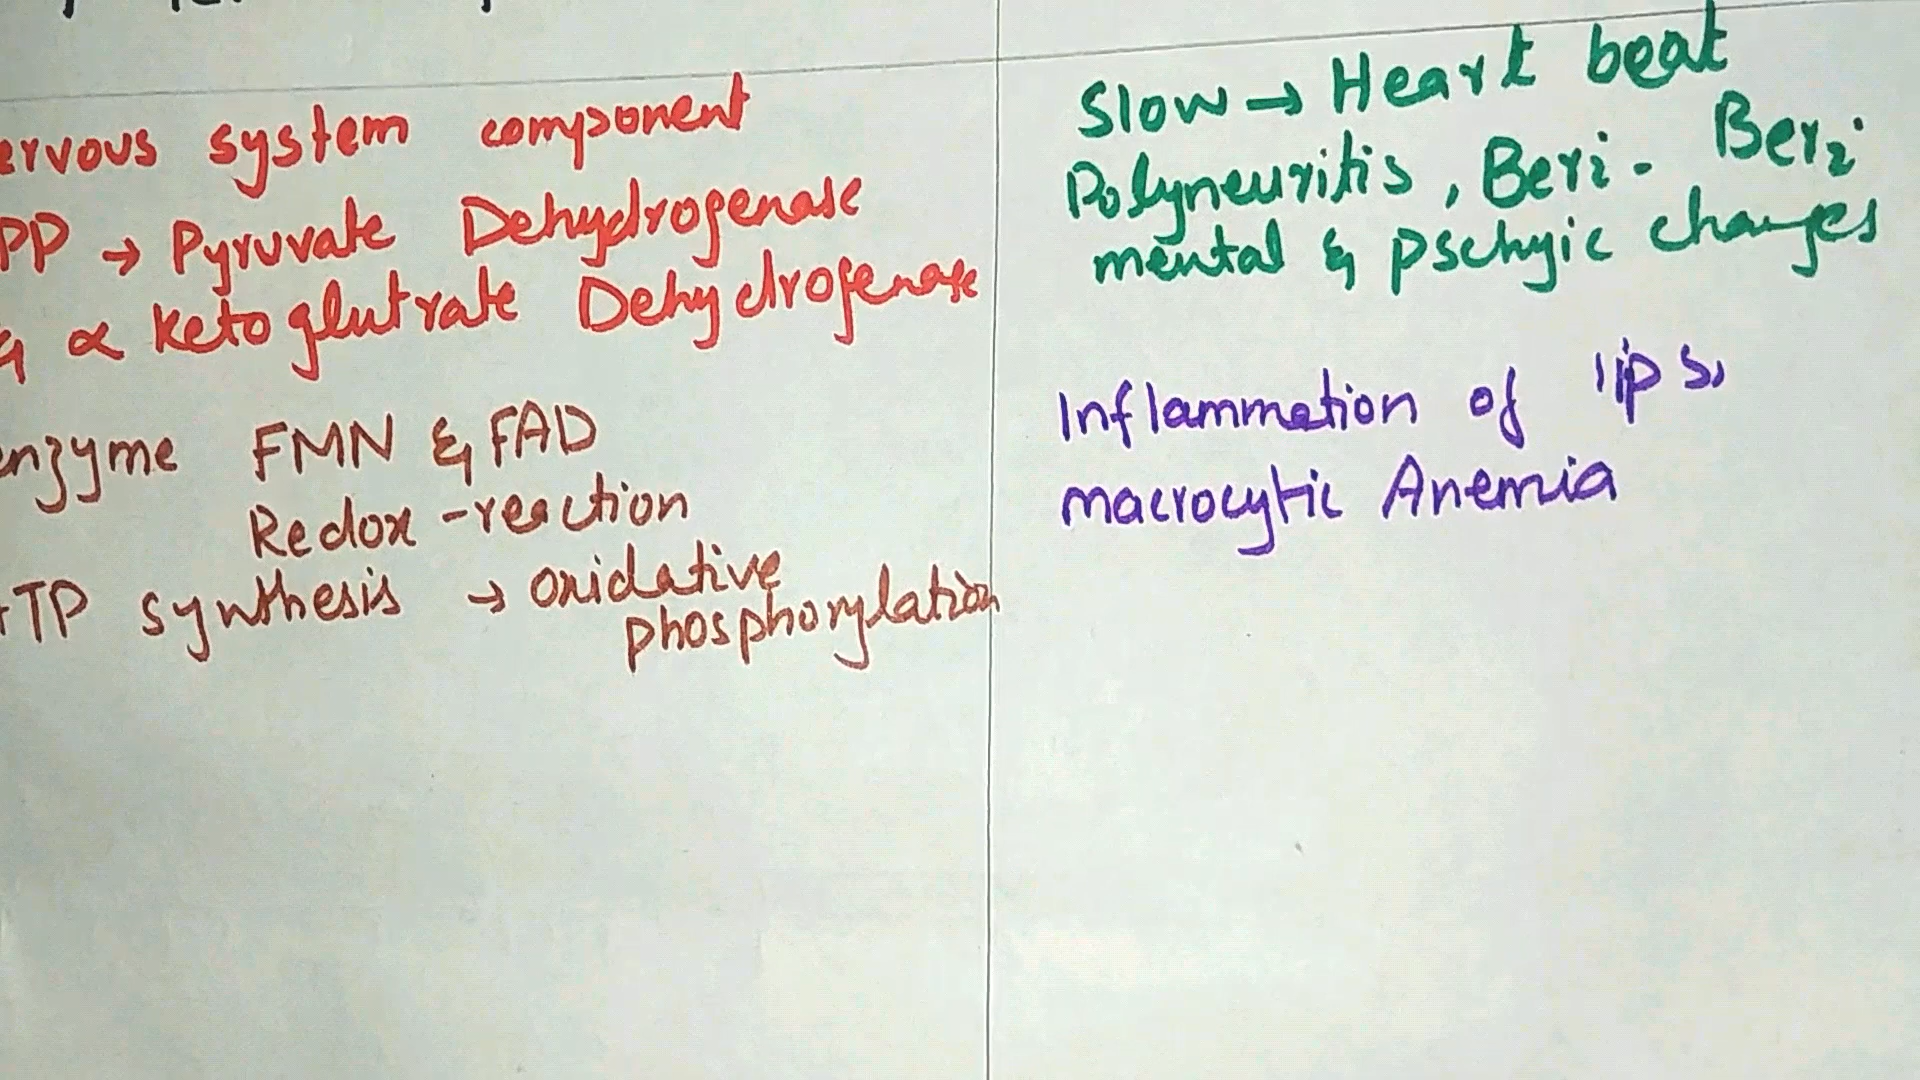 ervous system component
PP → Pyruvate Dehydrogenase
& α Ketoglutrate Dehydrogenase
enzyme FMN & FAD
Redox-reaction
TP synthesis → oxidative
phosphorylation
Slow → Heart beat
Polyneuritis, Beri-Beri
mental & pschyic changes
Inflammation of lips,
macrocytic Anemia